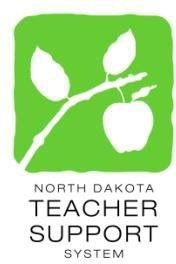 NORTH DAKOTA
TEACHER
SUPPORT
SYSTEM